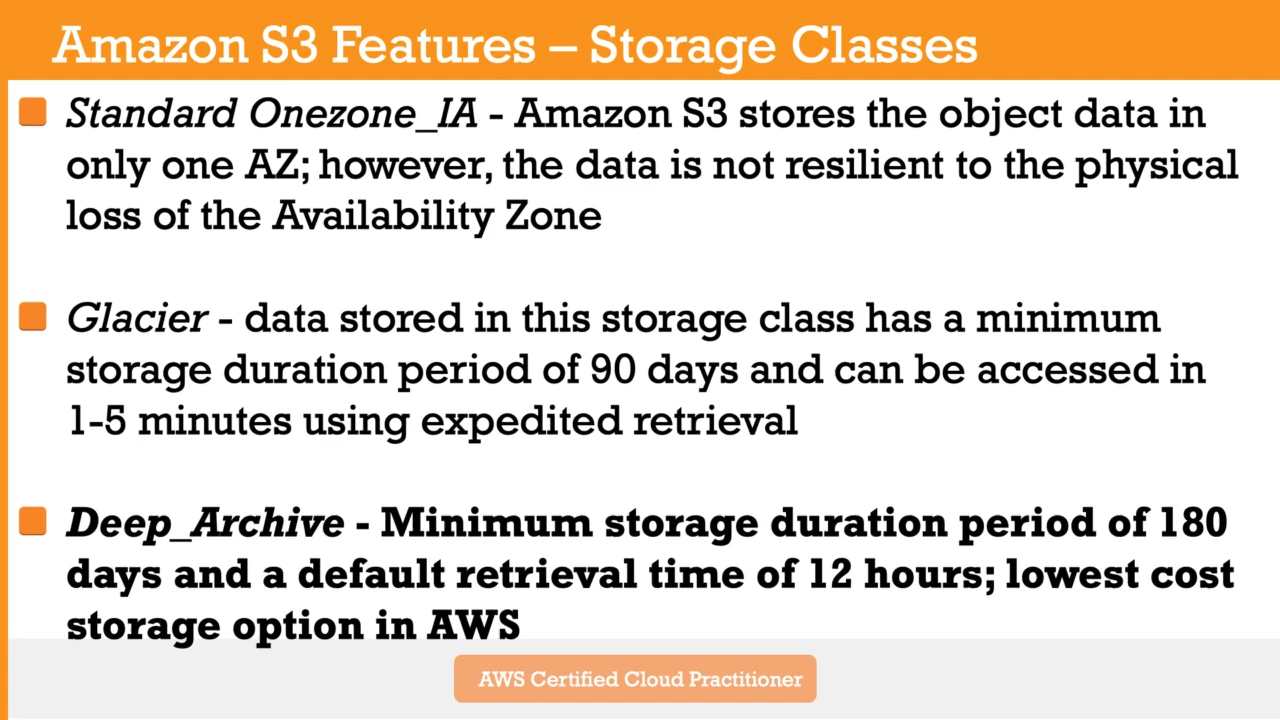 Amazon S3 Features – Storage Classes
Standard Onezone_IA - Amazon S3 stores the object data in
only one AZ; however, the data is not resilient to the physical
loss of the Availability Zone
Glacier - data stored in this storage class has a minimum
storage duration period of 90 days and can be accessed in
1-5 minutes using expedited retrieval
Deep_Archive - Minimum storage duration period of 180
days and a default retrieval time of 12 hours; lowest cost
storage option in AWS
AWS Certified Cloud Practitioner